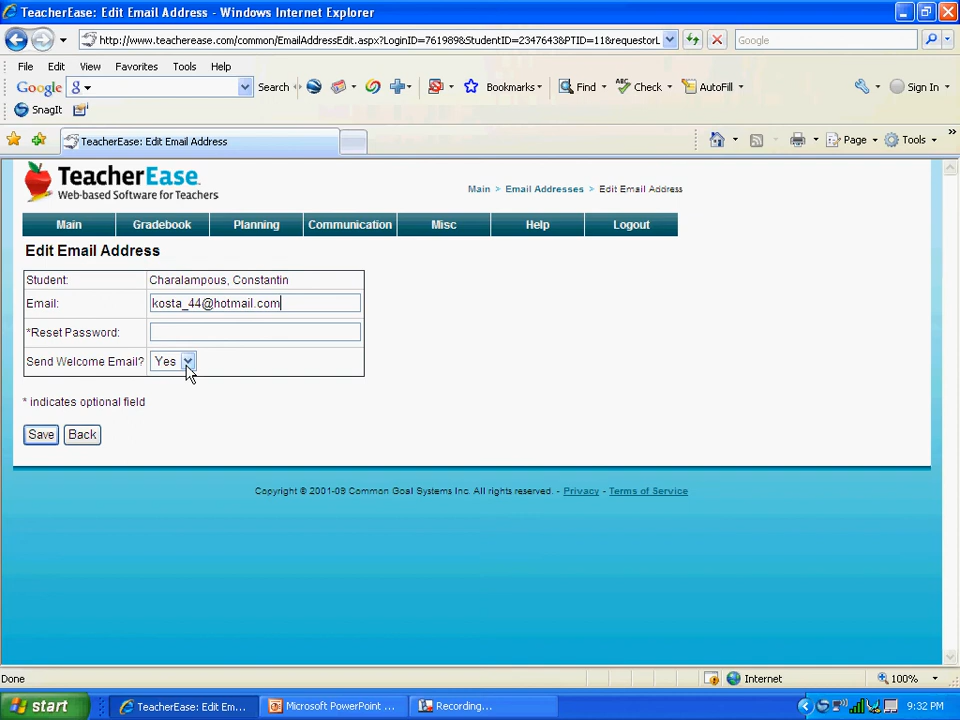 TeacherEase: Edit Email Address - Windows Internet Explorer
http://www.teacherease.com/common/EmailAddressEdit.aspx?LoginID=761989&StudentID=2347643&PTID=11&requestorL
Google
File Edit View Favorites Tools Help
Google g Search Bookmarks Find ABC Check AutoFill Sign In
SnagIt
TeacherEase: Edit Email Address
Page Tools
TeacherEase
Web-based Software for Teachers
Main > Email Addresses > Edit Email Address
Main Gradebook Planning Communication Misc Help Logout
Edit Email Address
Student: Charalampous, Constantin
Email: kosta_44@hotmail.com
*Reset Password:
Send Welcome Email? Yes
* indicates optional field
Save Back
Copyright © 2001-09 Common Goal Systems Inc. All rights reserved. - Privacy - Terms of Service
Done Internet 100%
start TeacherEase: Edit Em... Microsoft PowerPoint ... Recording... 9:32 PM